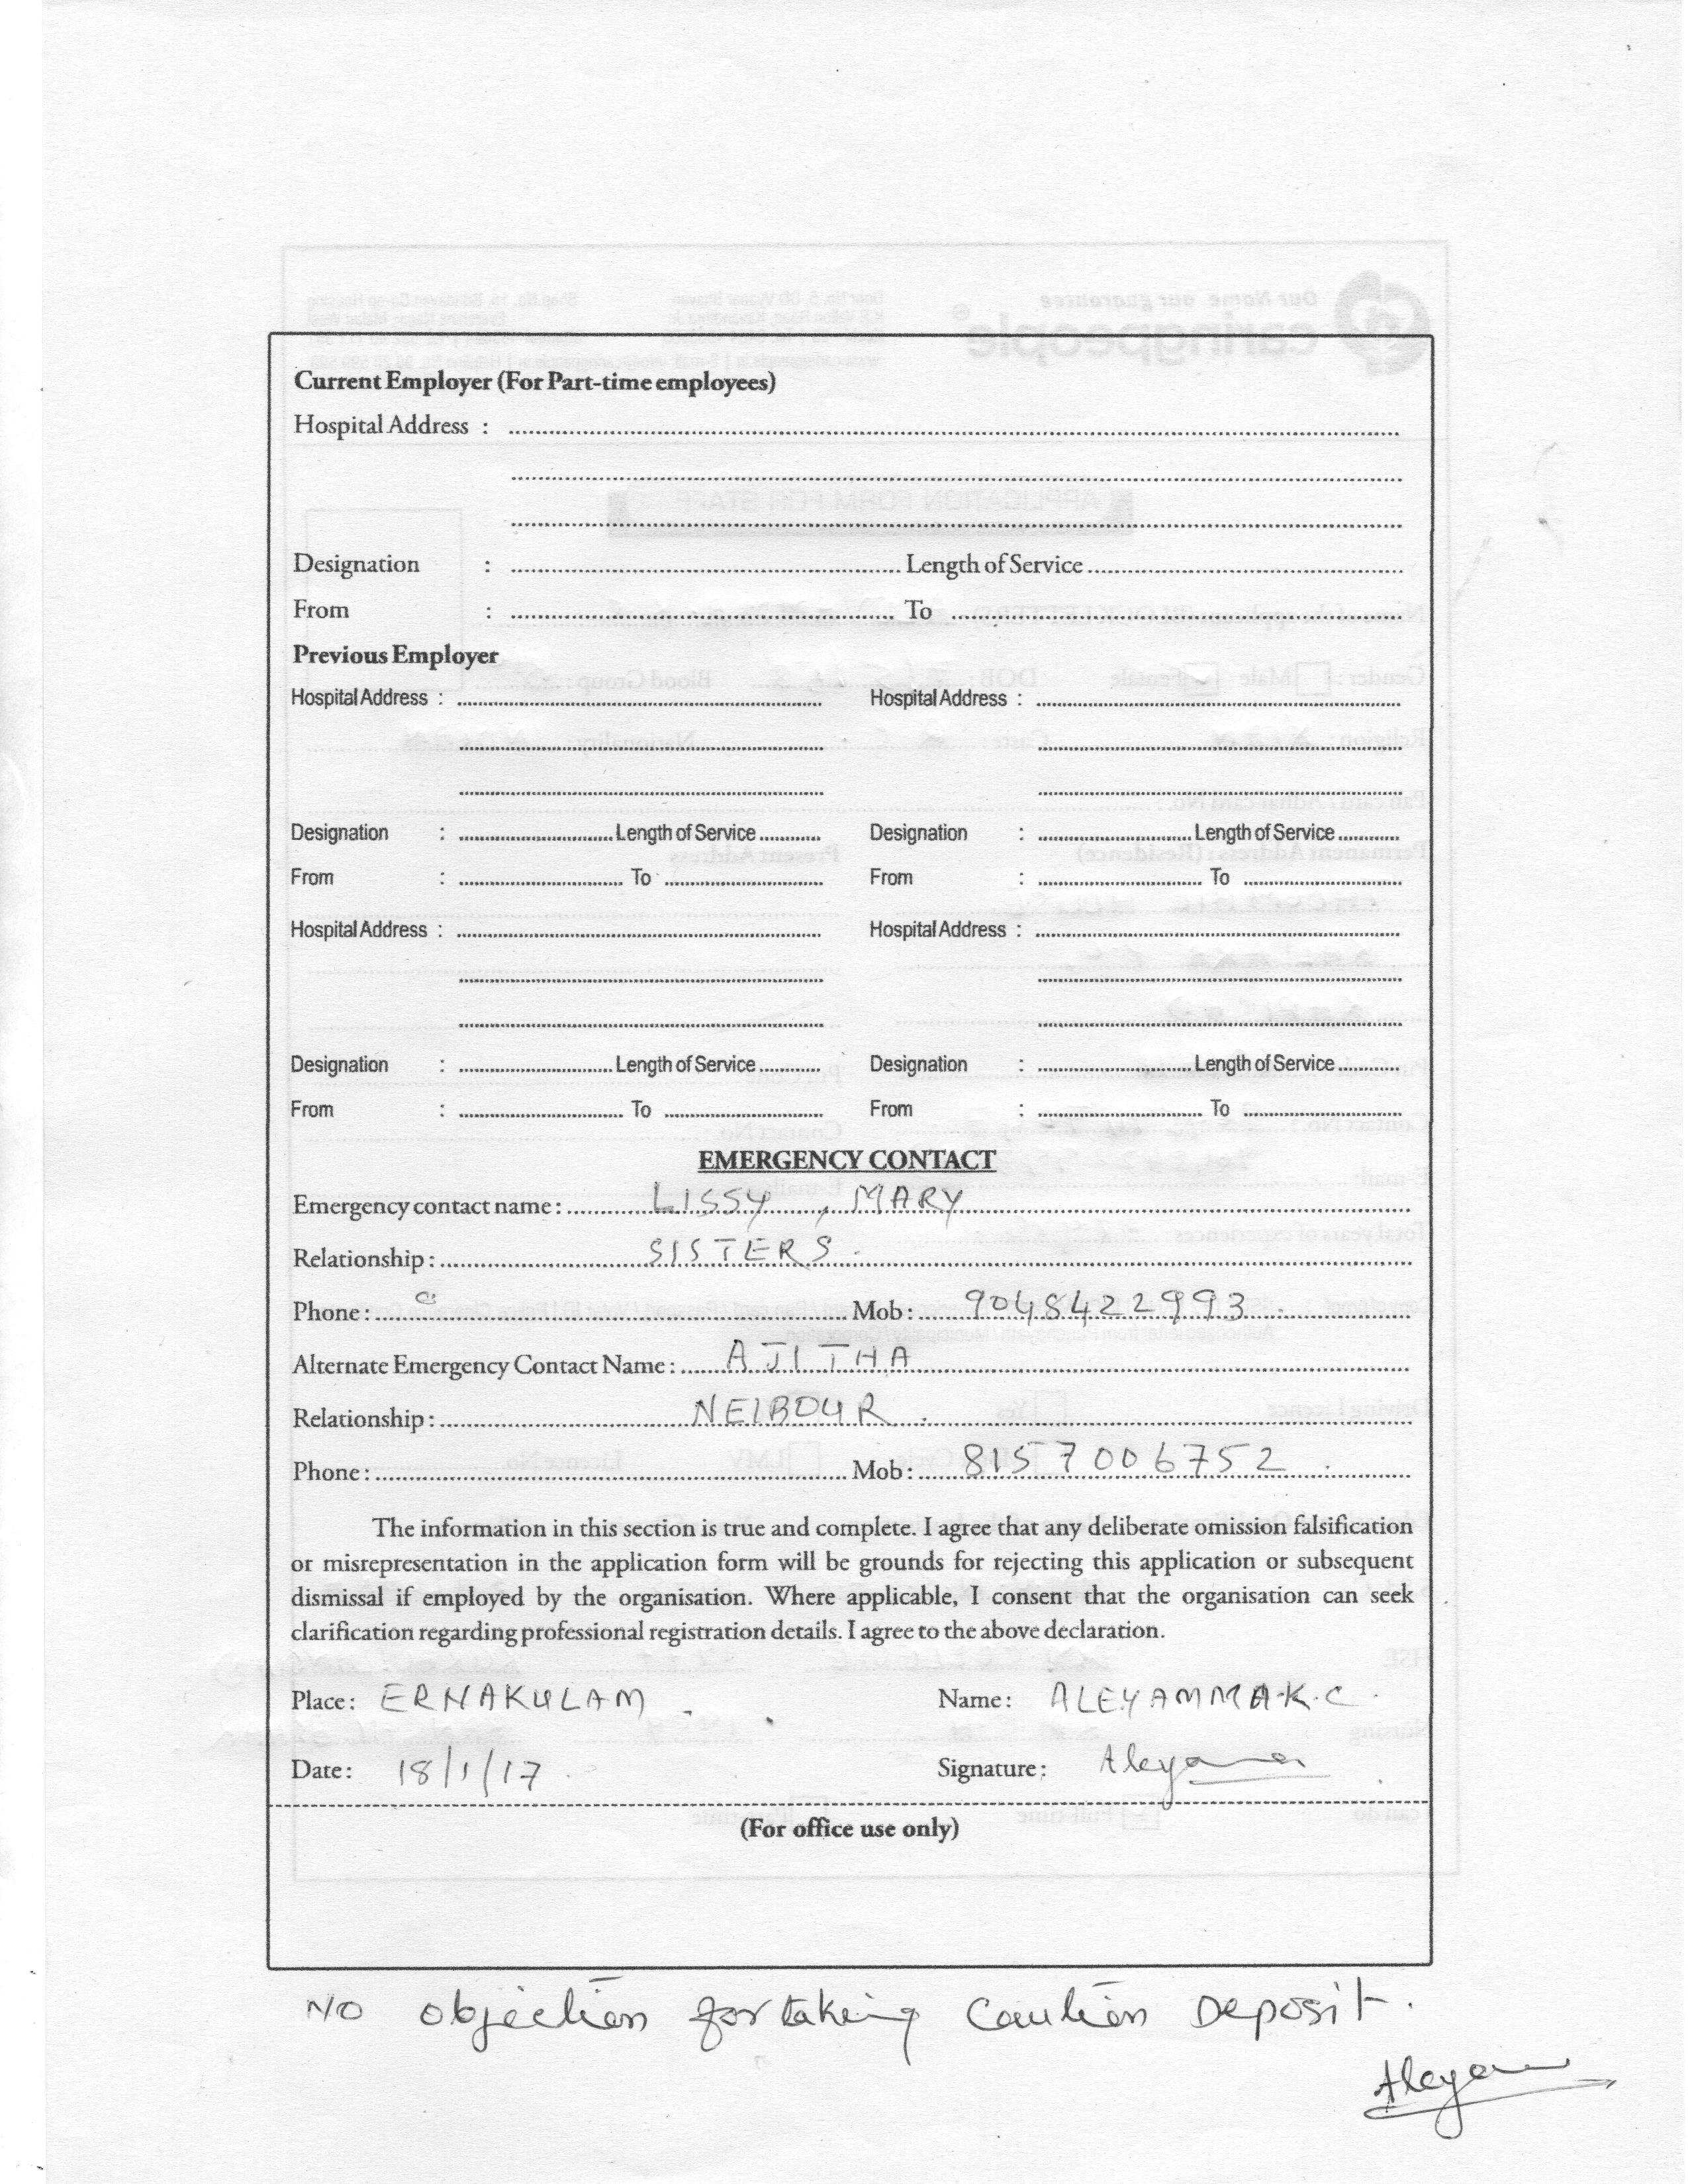 Current Employer (For Part-time employees)
Hospital Address :
Designation : Length of Service
From : To
Previous Employer
Hospital Address : Hospital Address :
Designation : Length of Service Designation : Length of Service
From : To From : To
Hospital Address : Hospital Address :
Designation : Length of Service Designation : Length of Service
From : To From : To
EMERGENCY CONTACT
Emergency contact name : LISSY , MARY
Relationship : SISTERS .
Phone : Mob : 9048422993 .
Alternate Emergency Contact Name : AJITHA
Relationship : NEIBOUR .
Phone : Mob : 8157006752 .
The information in this section is true and complete. I agree that any deliberate omission falsification
or misrepresentation in the application form will be grounds for rejecting this application or subsequent
dismissal if employed by the organisation. Where applicable, I consent that the organisation can seek
clarification regarding professional registration details. I agree to the above declaration.
Place : ERNAKULAM . Name : ALEYAMMA.K.C .
Date : 18/1/17 Signature : Aleyama
(For office use only)
NO objection for taking Caution Deposit.